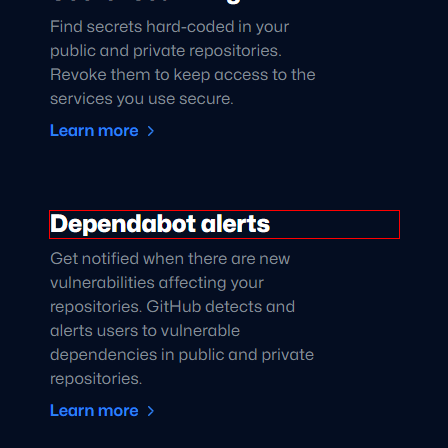 Find secrets hard-coded in your
public and private repositories.
Revoke them to keep access to the
services you use secure.
Learn more
Dependabot alerts
Get notified when there are new
vulnerabilities affecting your
repositories. GitHub detects and
alerts users to vulnerable
dependencies in public and private
repositories.
Learn more